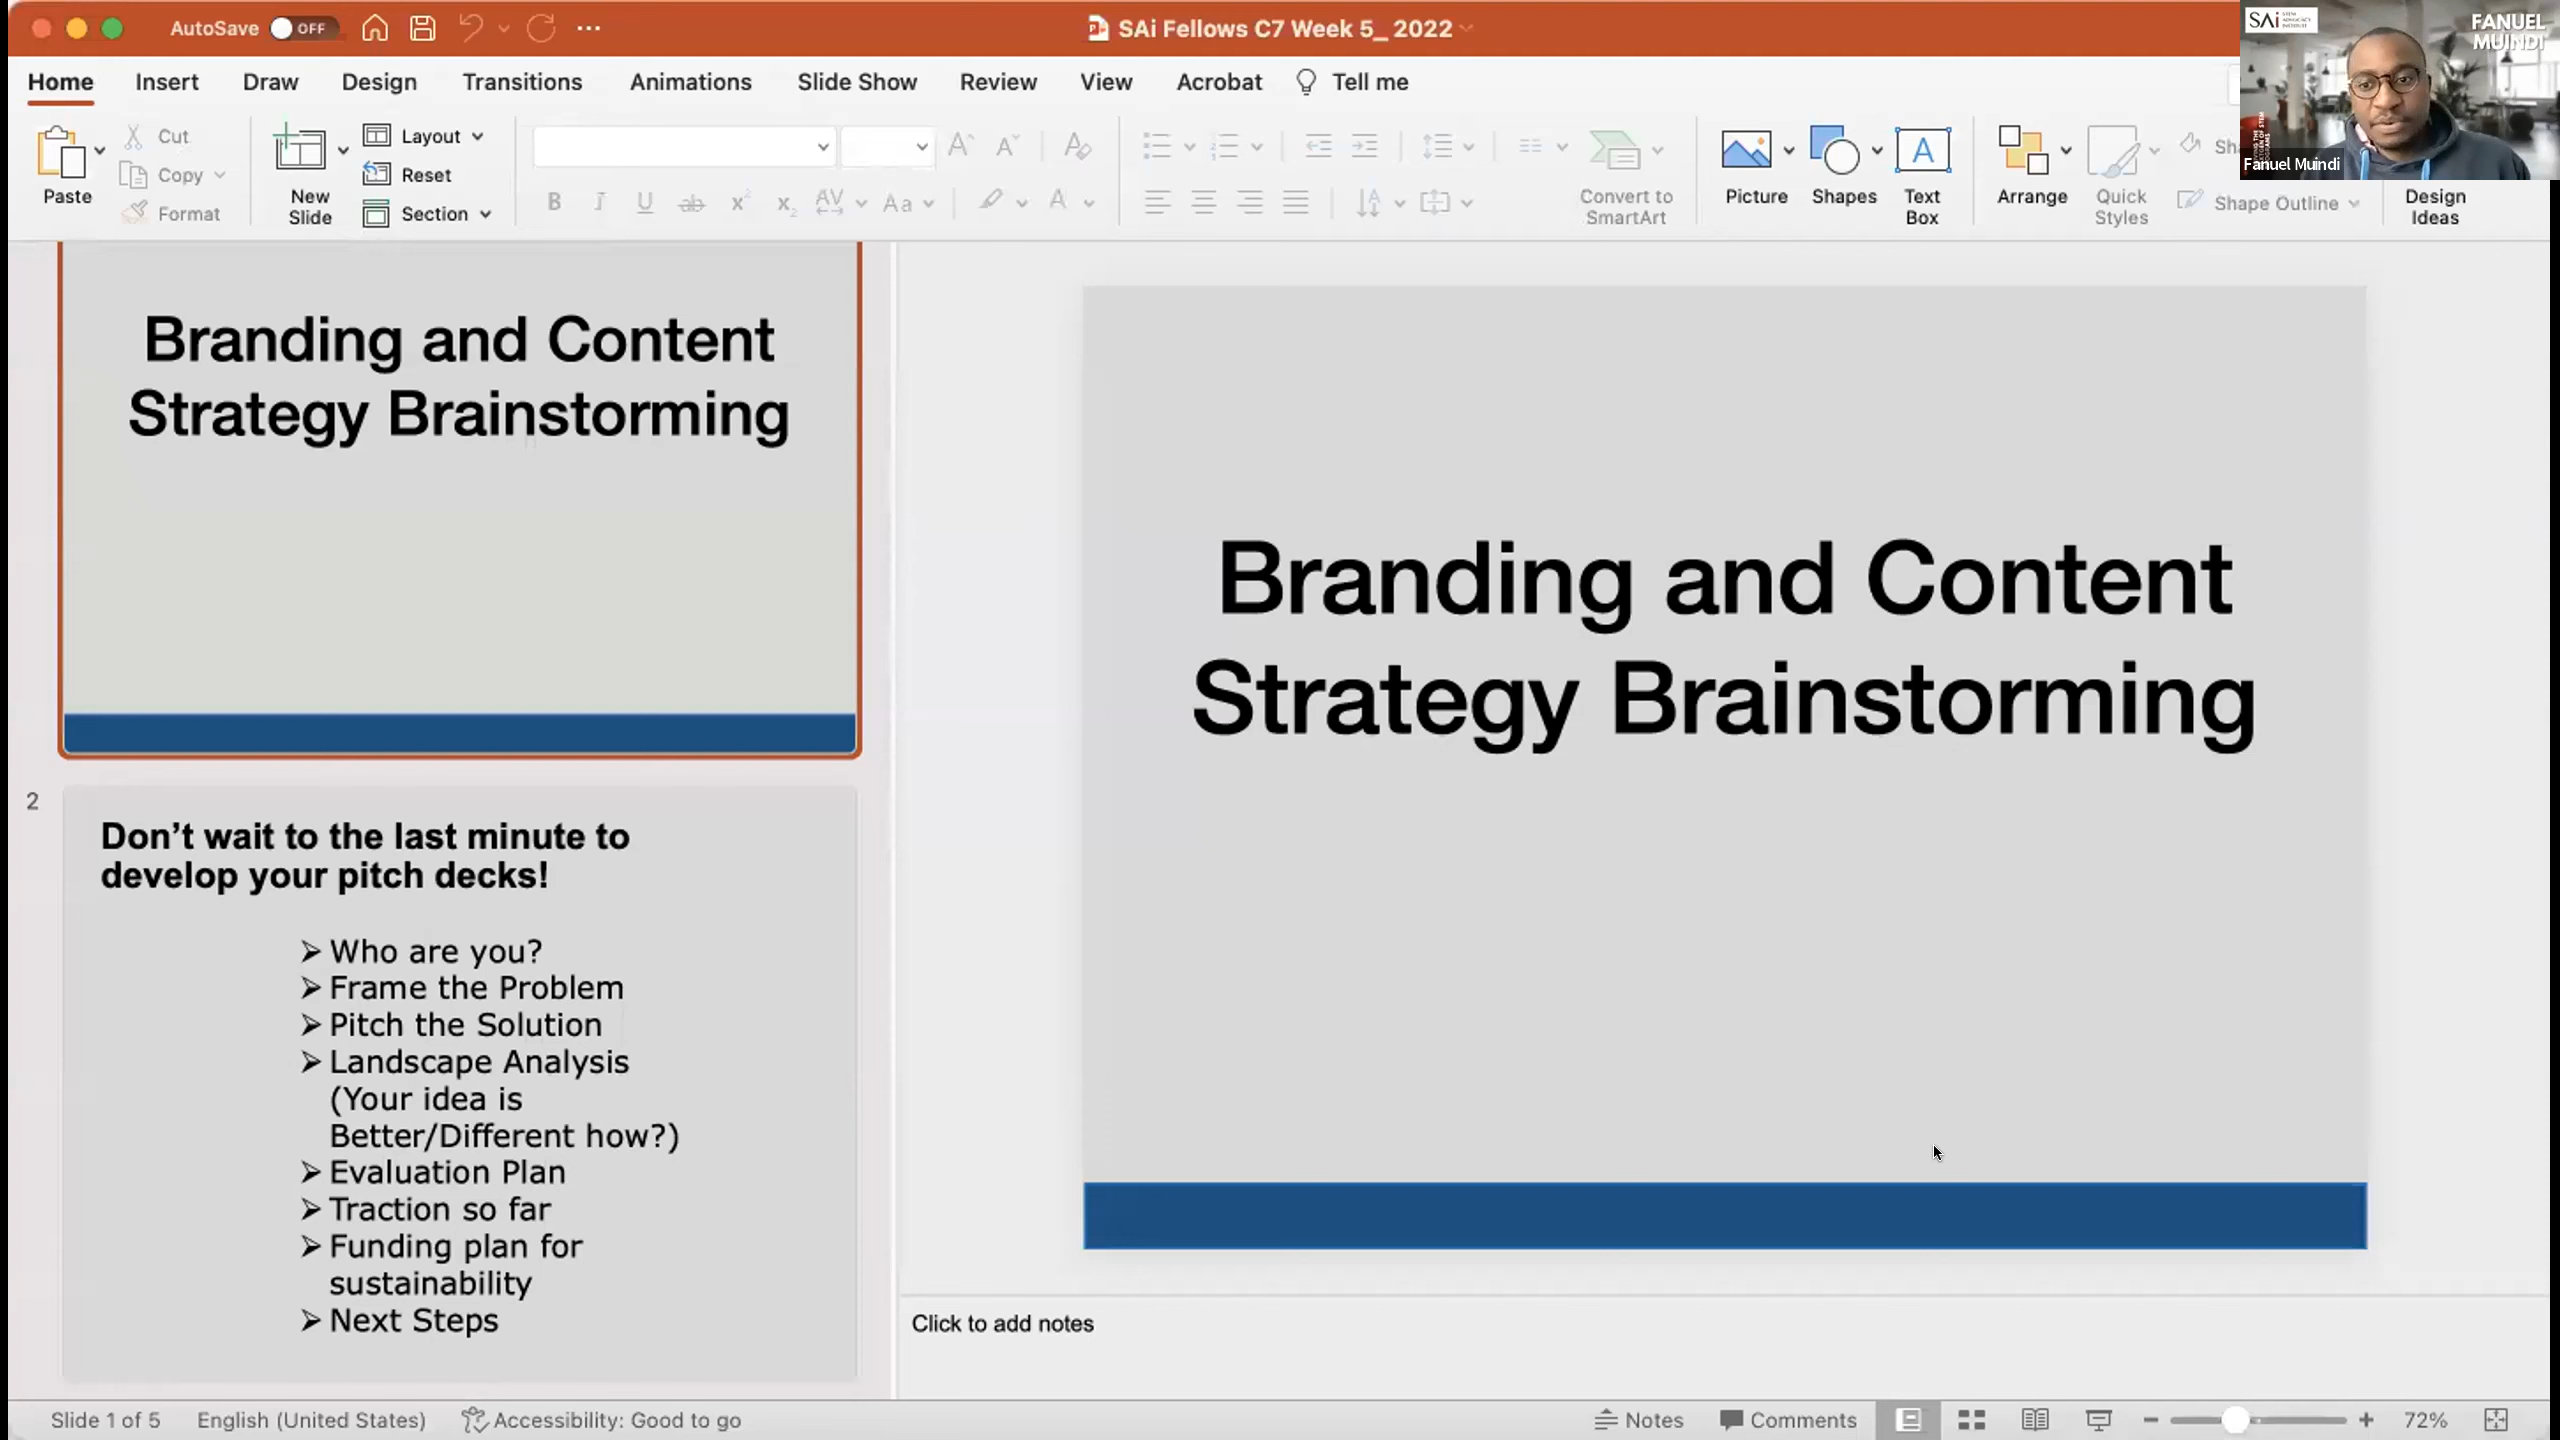 AutoSave OFF
SAi Fellows C7 Week 5_ 2022
Home Insert Draw Design Transitions Animations Slide Show Review View Acrobat Tell me
Paste
Cut
Copy
Format
New Slide
Layout
Reset
Section
Convert to SmartArt
Picture
Shapes
Text Box
Arrange
Quick Styles
Shape Outline
Design Ideas
SAi STEM ADVOCACY INSTITUTE
FANUEL
MUINDI
Fanuel Muindi
Branding and Content
Strategy Brainstorming
2
Don’t wait to the last minute to
develop your pitch decks!
➢ Who are you?
➢ Frame the Problem
➢ Pitch the Solution
➢ Landscape Analysis
(Your idea is
Better/Different how?)
➢ Evaluation Plan
➢ Traction so far
➢ Funding plan for
sustainability
➢ Next Steps
Branding and Content
Strategy Brainstorming
Click to add notes
Slide 1 of 5 English (United States) Accessibility: Good to go Notes Comments 72%